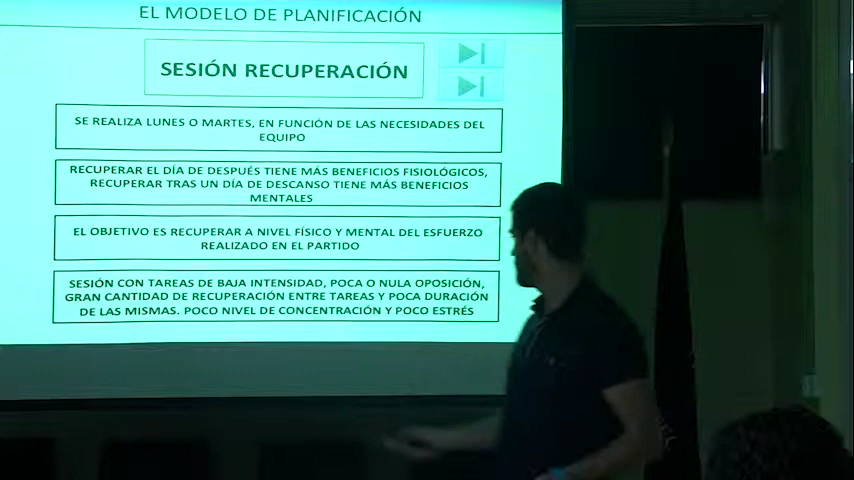 EL MODELO DE PLANIFICACIÓN
SESIÓN RECUPERACIÓN
SE REALIZA LUNES O MARTES, EN FUNCIÓN DE LAS NECESIDADES DEL
EQUIPO
RECUPERAR EL DÍA DE DESPUÉS TIENE MÁS BENEFICIOS FISIOLÓGICOS,
RECUPERAR TRAS UN DÍA DE DESCANSO TIENE MÁS BENEFICIOS
MENTALES
EL OBJETIVO ES RECUPERAR A NIVEL FÍSICO Y MENTAL DEL ESFUERZO
REALIZADO EN EL PARTIDO
SESIÓN CON TAREAS DE BAJA INTENSIDAD, POCA O NULA OPOSICIÓN,
GRAN CANTIDAD DE RECUPERACIÓN ENTRE TAREAS Y POCA DURACIÓN
DE LAS MISMAS. POCO NIVEL DE CONCENTRACIÓN Y POCO ESTRÉS